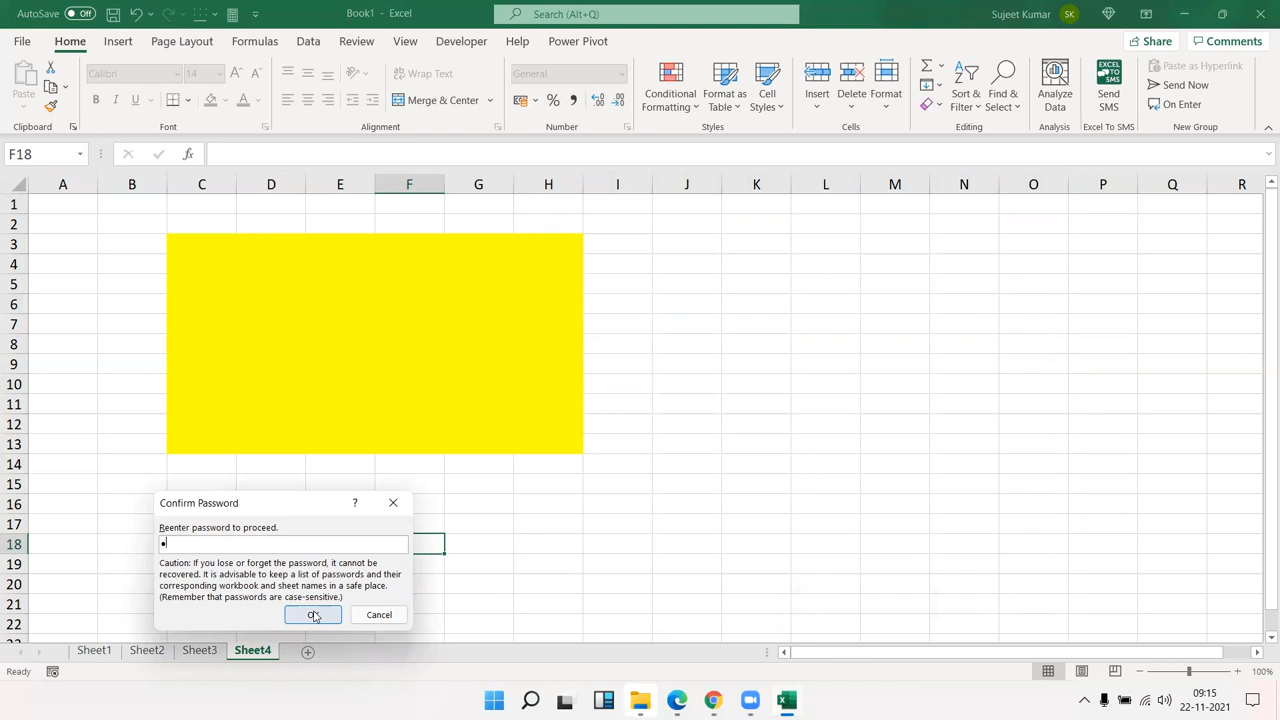 AutoSave Off Book1 - Excel Search (Alt+Q) Sujeet Kumar SK
File Home Insert Page Layout Formulas Data Review View Developer Help Power Pivot Share Comments
Paste Calibri 14 Wrap Text General Conditional Formatting Format as Table Cell Styles Insert Delete Format Sort & Filter Find & Select Analyze Data Send SMS Paste as Hyperlink
Send Now
B I U Merge & Center On Enter
Clipboard Font Alignment Number Styles Cells Editing Analysis Excel To SMS New Group
F18 fx
A B C D E F G H I J K L M N O P Q R
1
2
3
4
5
6
7
8
9
10
11
12
13
14
15
16
17
18
19
20
21
22
Confirm Password ?
Reenter password to proceed.
Caution: If you lose or forget the password, it cannot be
recovered. It is advisable to keep a list of passwords and their
corresponding workbook and sheet names in a safe place.
(Remember that passwords are case-sensitive.)
Cancel
Sheet1 Sheet2 Sheet3 Sheet4
Ready 100%
09:15
22-11-2021